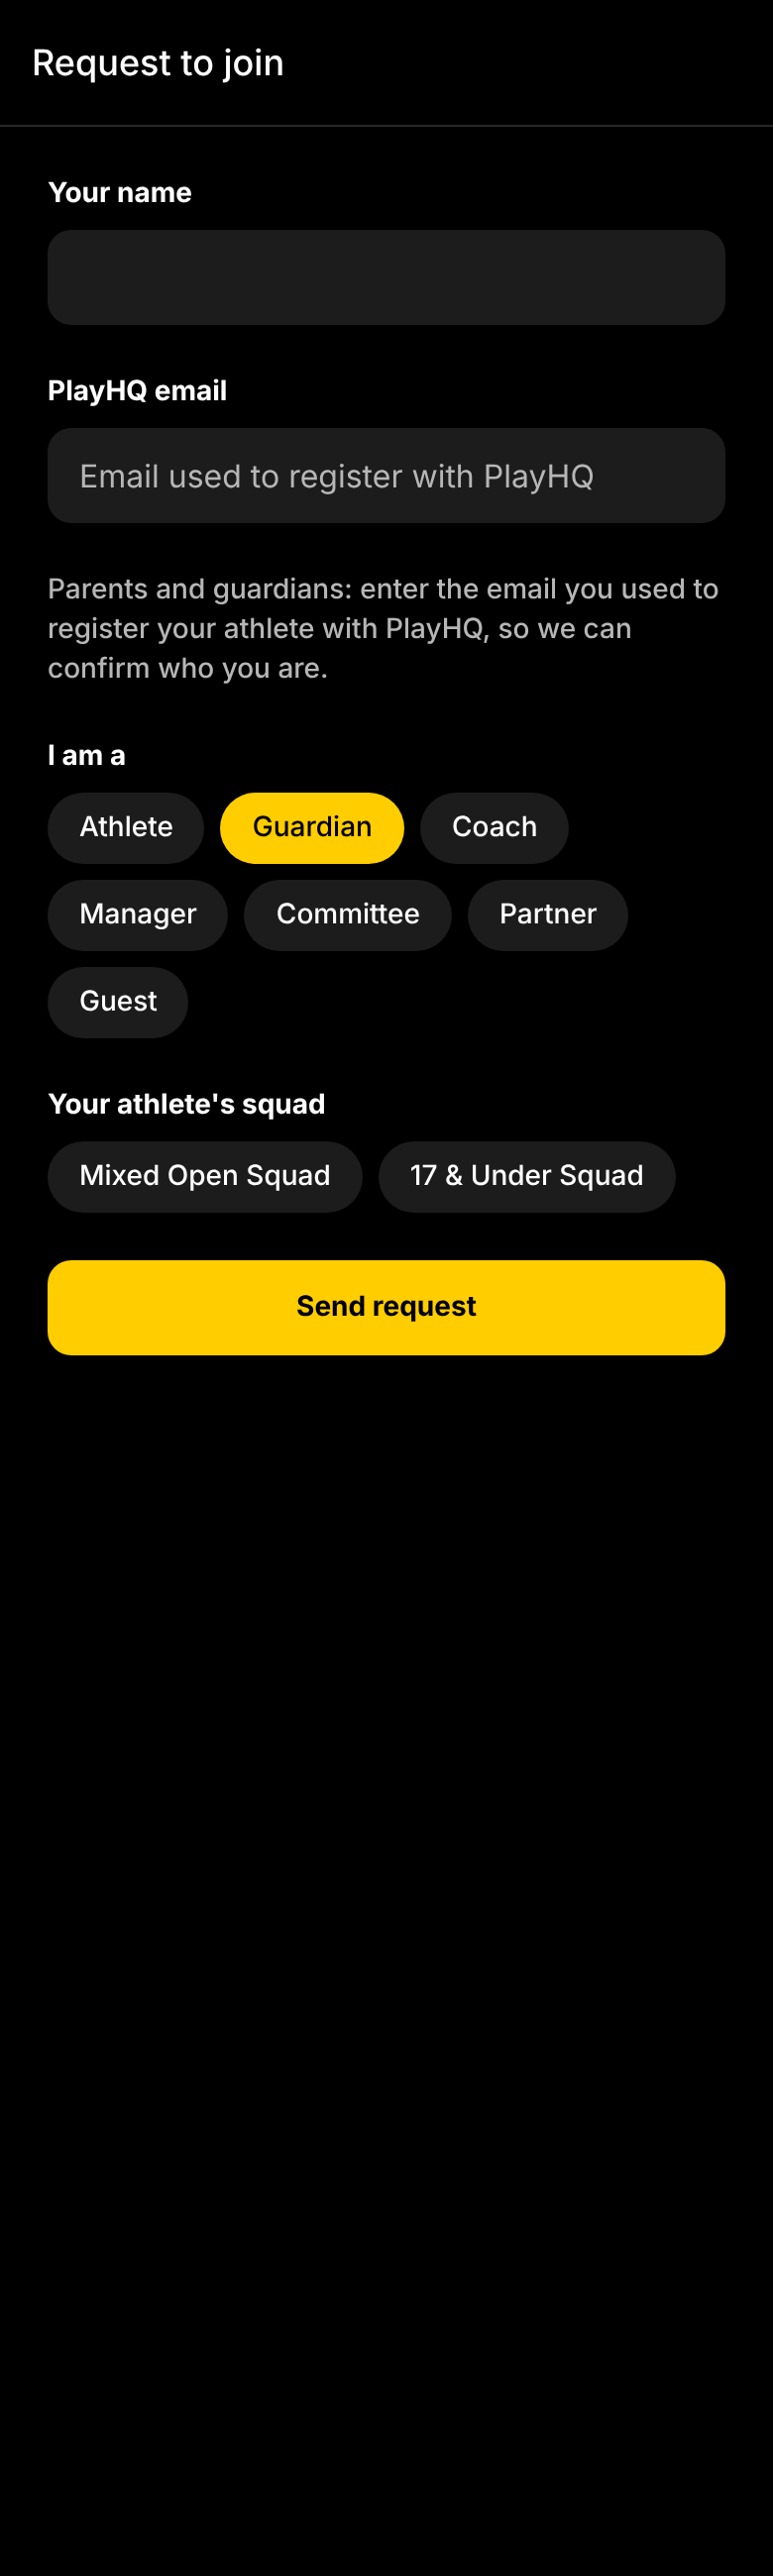 Request to join
Your name
PlayHQ email
Email used to register with PlayHQ
Parents and guardians: enter the email you used to
register your athlete with PlayHQ, so we can
confirm who you are.
I am a
Athlete Guardian Coach
Manager Committee Partner
Guest
Your athlete's squad
Mixed Open Squad 17 & Under Squad
Send request